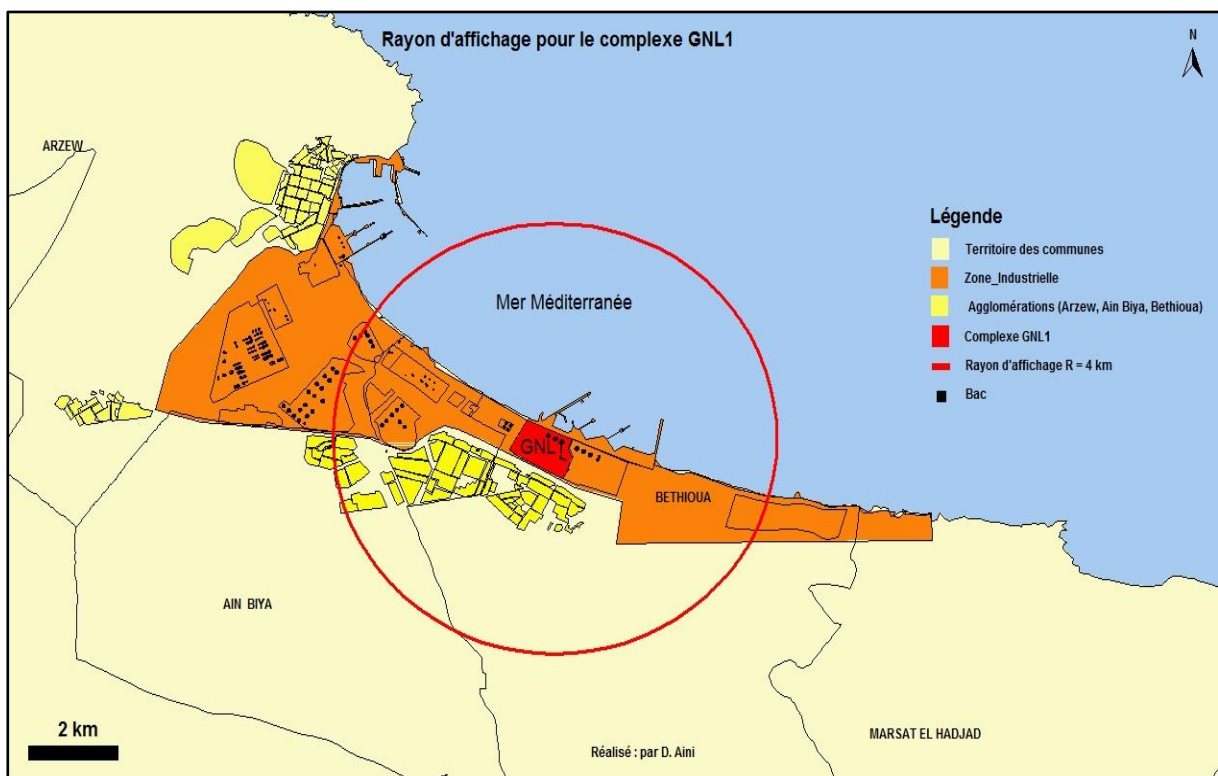 Rayon d'affichage pour le complexe GNL1
N
ARZEW
Mer Méditerranée
Légende
Territoire des communes
Zone_Industrielle
Agglomérations (Arzew, Ain Biya, Bethioua)
Complexe GNL1
Rayon d'affichage R = 4 km
Bac
GNL1
BETHIOUA
AIN BIYA
MARSAT EL HADJAD
2 km
Réalisé : par D. Aini